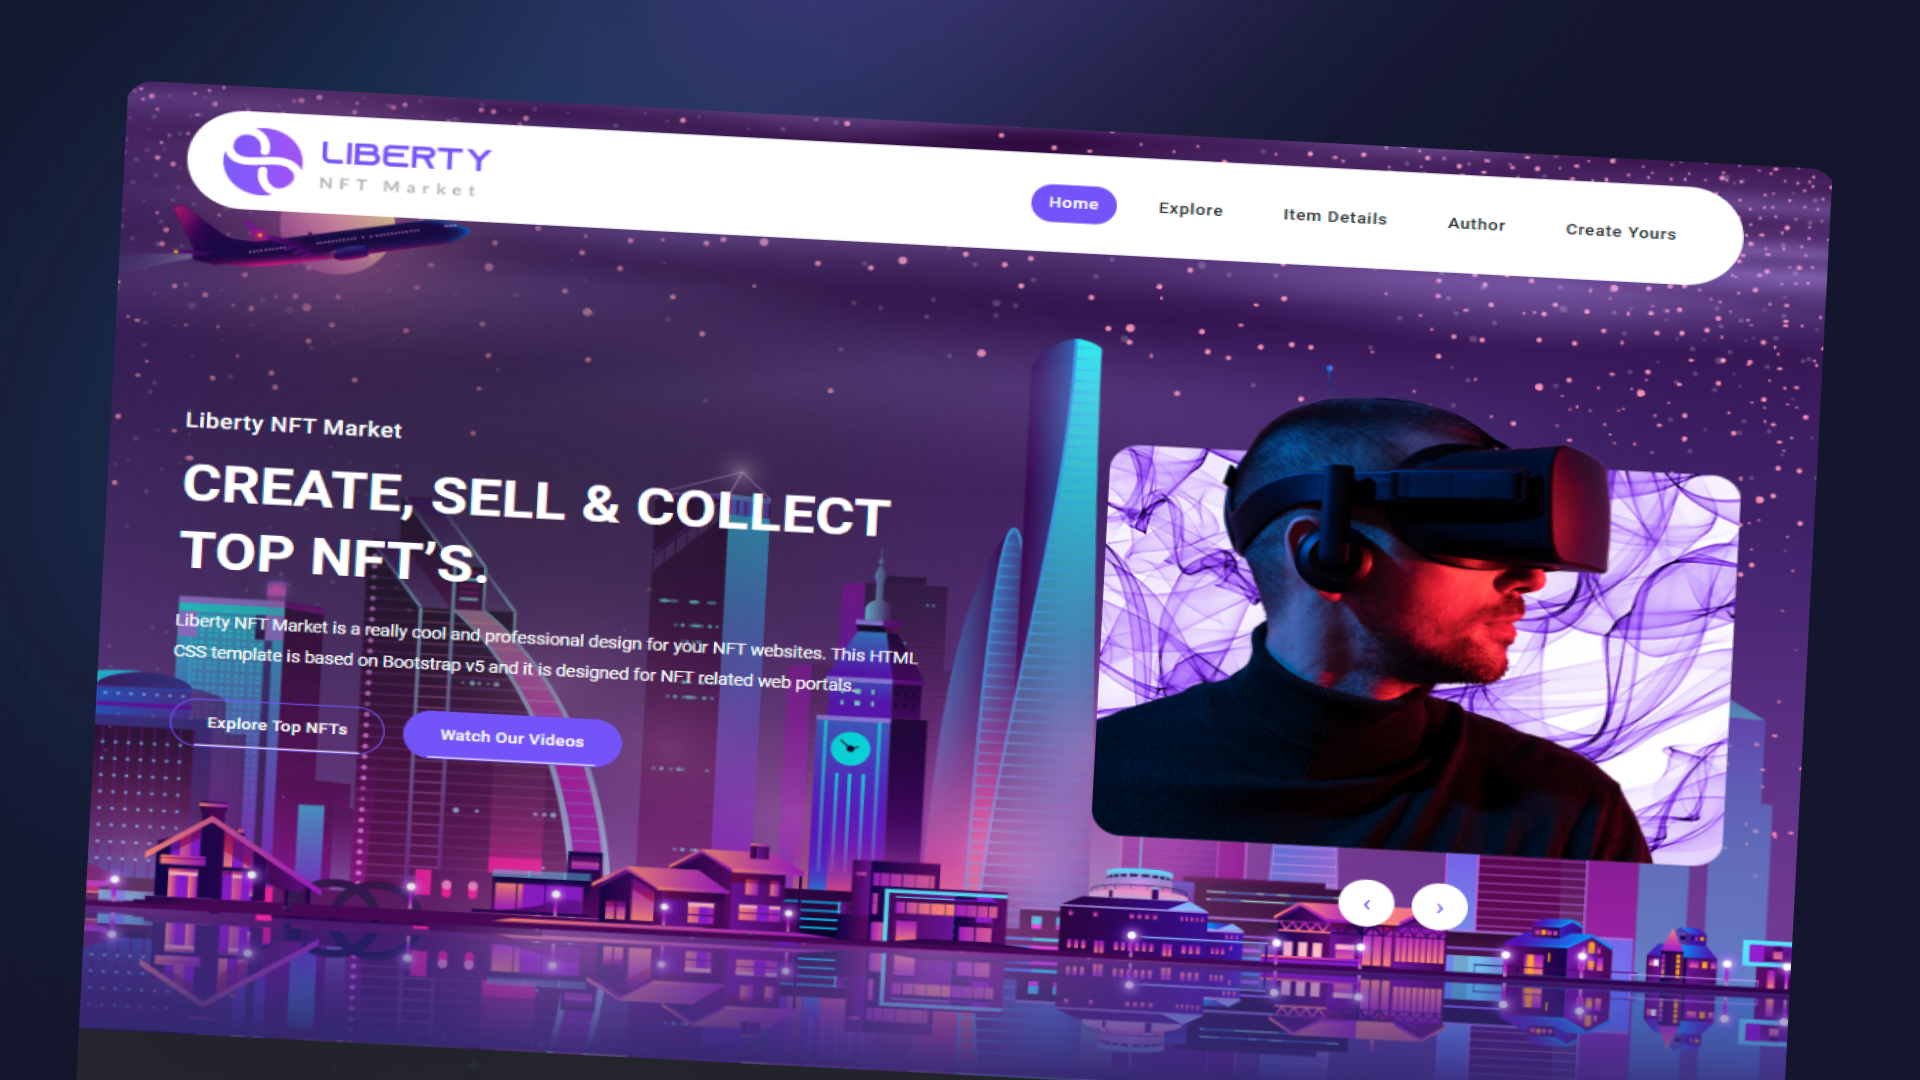 LIBERTY
NFT Market
Home
Explore
Item Details
Author
Create Yours
Liberty NFT Market
CREATE, SELL & COLLECT
TOP NFT’S.
Liberty NFT Market is a really cool and professional design for your NFT websites. This HTML
CSS template is based on Bootstrap v5 and it is designed for NFT related web portals.
Explore Top NFTs
Watch Our Videos